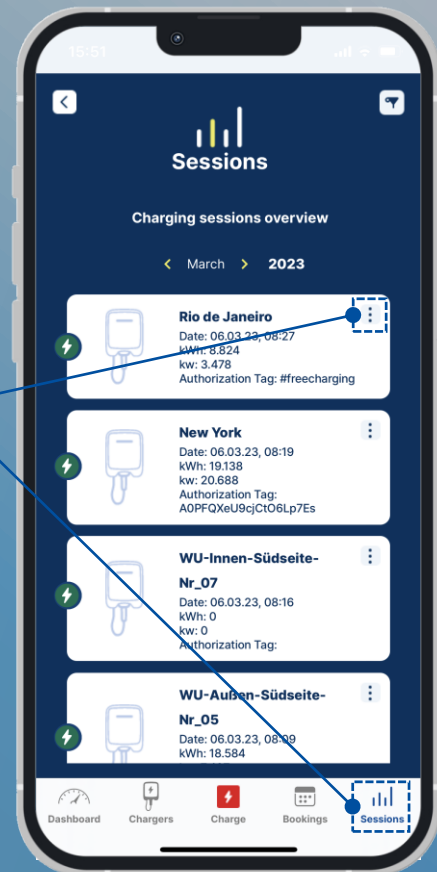 15:51
Sessions
Charging sessions overview
March 2023
Rio de Janeiro
Date: 06.03.23, 08:27
kWh: 8.824
kw: 3.478
Authorization Tag: #freecharging
New York
Date: 06.03.23, 08:19
kWh: 19.138
kw: 20.688
Authorization Tag:
A0PFQXeU9cjCtO6Lp7Es
WU-Innen-Südseite-
Nr_07
Date: 06.03.23, 08:16
kWh: 0
kw: 0
Authorization Tag:
WU-Außen-Südseite-
Nr_05
Date: 06.03.23, 08:09
kWh: 18.584
Dashboard Chargers Charge Bookings Sessions